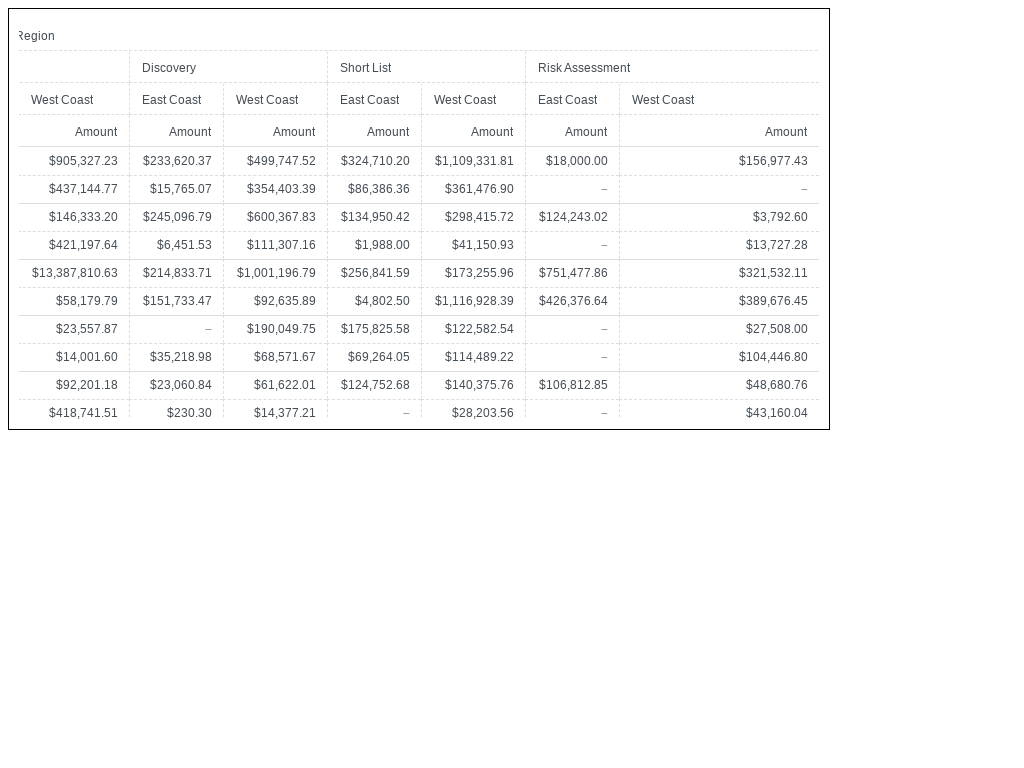 Region
Discovery Short List Risk Assessment
West Coast East Coast West Coast East Coast West Coast East Coast West Coast
Amount Amount Amount Amount Amount Amount Amount
$905,327.23 $233,620.37 $499,747.52 $324,710.20 $1,109,331.81 $18,000.00 $156,977.43
$437,144.77 $15,765.07 $354,403.39 $86,386.36 $361,476.90 – –
$146,333.20 $245,096.79 $600,367.83 $134,950.42 $298,415.72 $124,243.02 $3,792.60
$421,197.64 $6,451.53 $111,307.16 $1,988.00 $41,150.93 – $13,727.28
$13,387,810.63 $214,833.71 $1,001,196.79 $256,841.59 $173,255.96 $751,477.86 $321,532.11
$58,179.79 $151,733.47 $92,635.89 $4,802.50 $1,116,928.39 $426,376.64 $389,676.45
$23,557.87 – $190,049.75 $175,825.58 $122,582.54 – $27,508.00
$14,001.60 $35,218.98 $68,571.67 $69,264.05 $114,489.22 – $104,446.80
$92,201.18 $23,060.84 $61,622.01 $124,752.68 $140,375.76 $106,812.85 $48,680.76
$418,741.51 $230.30 $14,377.21 – $28,203.56 – $43,160.04